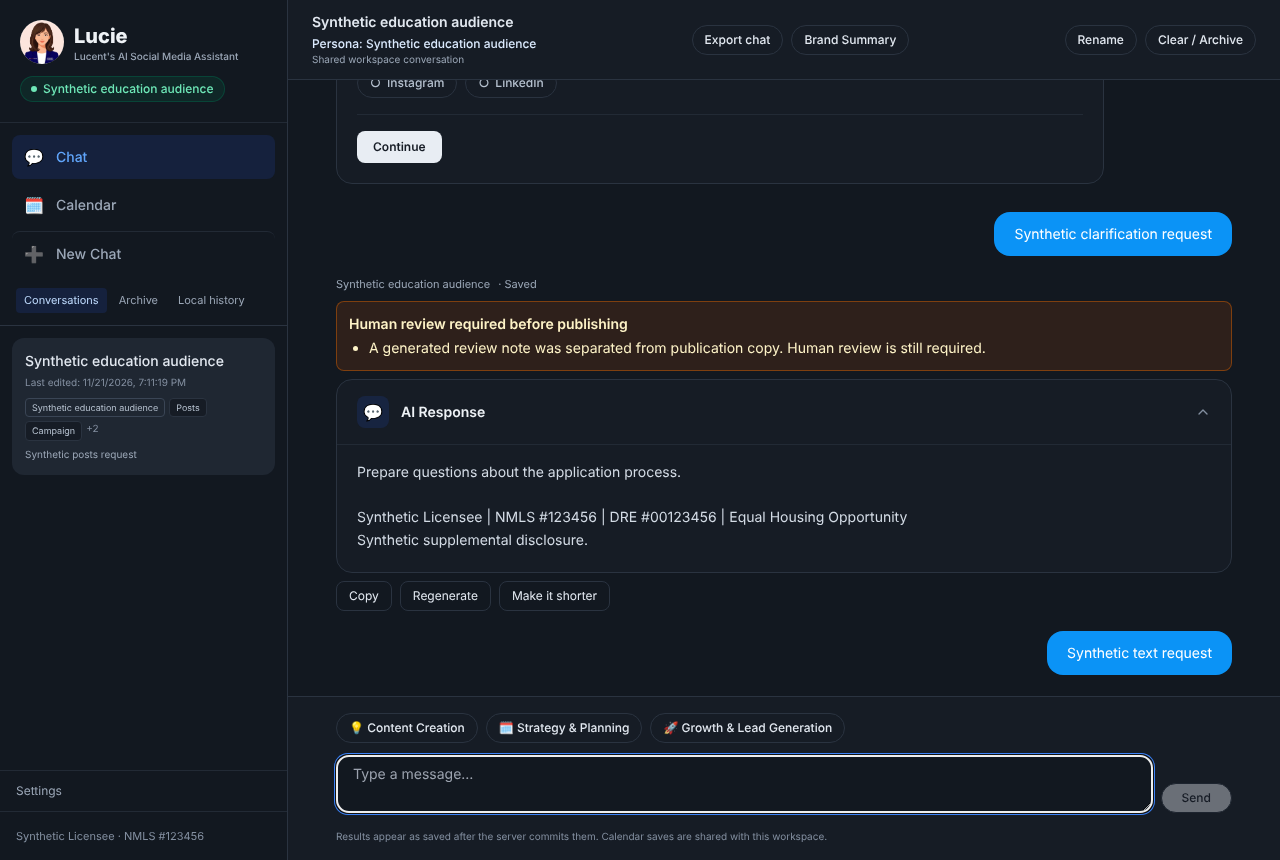 Lucie
Lucent's AI Social Media Assistant
Synthetic education audience
Chat
Calendar
New Chat
Conversations
Archive
Local history
Synthetic education audience
Last edited: 11/21/2026, 7:11:19 PM
Synthetic education audience
Posts
Campaign
+2
Synthetic posts request
Settings
Synthetic Licensee · NMLS #123456
Synthetic education audience
Persona: Synthetic education audience
Shared workspace conversation
Export chat
Brand Summary
Rename
Clear / Archive
Instagram
LinkedIn
Continue
Synthetic clarification request
Synthetic education audience · Saved
Human review required before publishing
• A generated review note was separated from publication copy. Human review is still required.
AI Response
Prepare questions about the application process.
Synthetic Licensee | NMLS #123456 | DRE #00123456 | Equal Housing Opportunity
Synthetic supplemental disclosure.
Copy
Regenerate
Make it shorter
Synthetic text request
Content Creation
Strategy & Planning
Growth & Lead Generation
Type a message...
Send
Results appear as saved after the server commits them. Calendar saves are shared with this workspace.